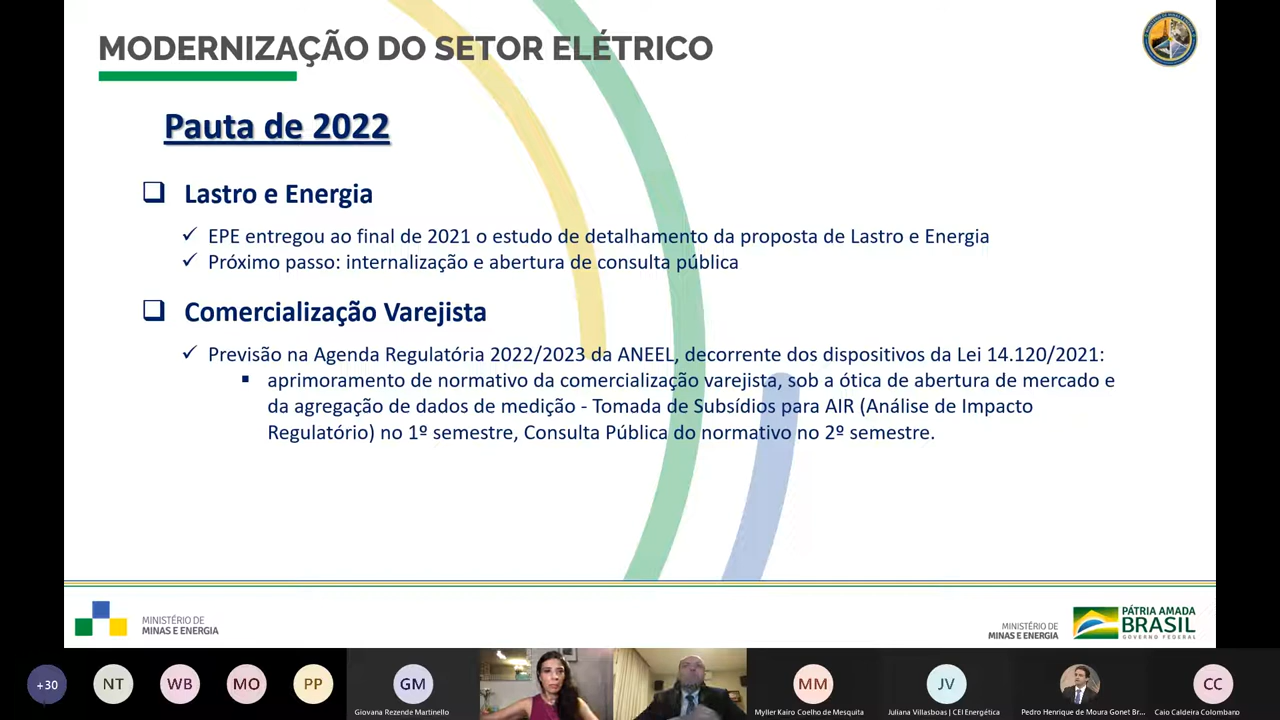 MODERNIZAÇÃO DO SETOR ELÉTRICO
Pauta de 2022
Lastro e Energia
EPE entregou ao final de 2021 o estudo de detalhamento da proposta de Lastro e Energia
Próximo passo: internalização e abertura de consulta pública
Comercialização Varejista
Previsão na Agenda Regulatória 2022/2023 da ANEEL, decorrente dos dispositivos da Lei 14.120/2021:
aprimoramento de normativo da comercialização varejista, sob a ótica de abertura de mercado e
da agregação de dados de medição - Tomada de Subsídios para AIR (Análise de Impacto
Regulatório) no 1º semestre, Consulta Pública do normativo no 2º semestre.
MINISTÉRIO DE
MINAS E ENERGIA
MINISTÉRIO DE
MINAS E ENERGIA
PÁTRIA AMADA
BRASIL
GOVERNO FEDERAL
+30
NT
WB
MO
PP
GM
Giovana Rezende Martinello
MM
Myller Kairo Coelho de Mesquita
JV
Juliana Villasboas | CEI Energética
Pedro Henrique de Moura Gonet Br...
CC
Caio Caldeira Colombano